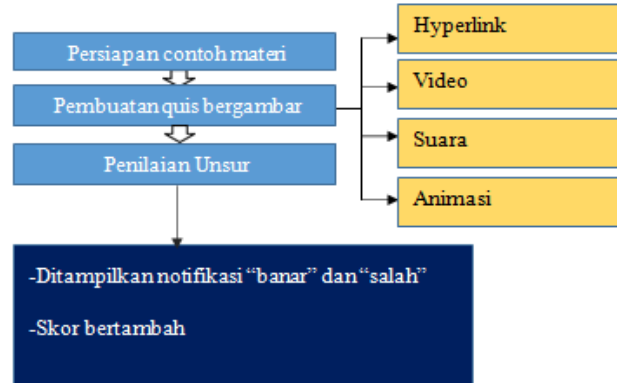 Persiapan contoh materi
Pembuatan quis bergambar
Penilaian Unsur
Hyperlink
Video
Suara
Animasi
-Ditampilkan notifikasi “banar” dan “salah”
-Skor bertambah